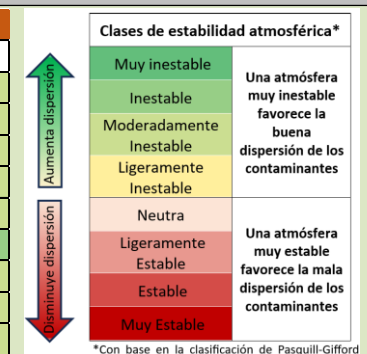 Clases de estabilidad atmosférica*
Aumenta dispersión
Muy inestable
Inestable
Moderadamente
Inestable
Ligeramente
Inestable
Una atmósfera
muy inestable
favorece la
buena
dispersión de los
contaminantes
Disminuye dispersión
Neutra
Ligeramente
Estable
Estable
Muy Estable
Una atmósfera
muy estable
favorece la mala
dispersión de los
contaminantes
*Con base en la clasificación de Pasquill-Gifford